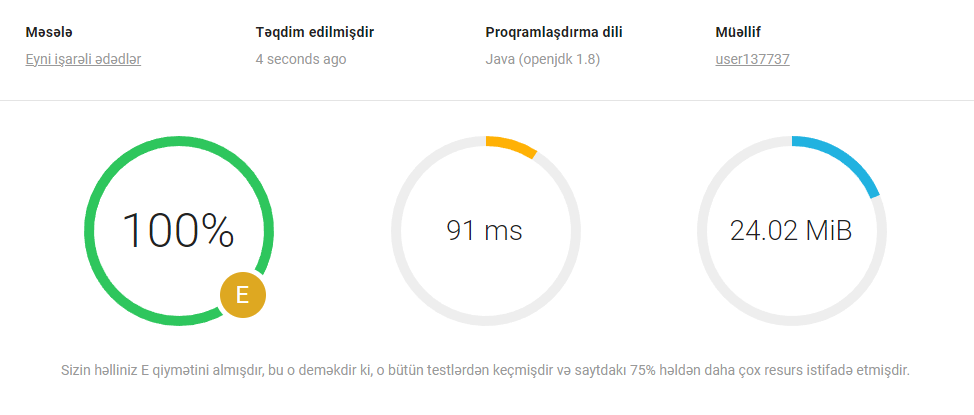 Məsələ
Təqdim edilmişdir
Proqramlaşdırma dili
Müəllif
Eyni işarəli ədədlər
4 seconds ago
Java (openjdk 1.8)
user137737
100%
E
91 ms
24.02 MiB
Sizin həlliniz E qiymətini almışdır, bu o deməkdir ki, o bütün testlərdən keçmişdir və saytdakı 75% həldən daha çox resurs istifadə etmişdir.